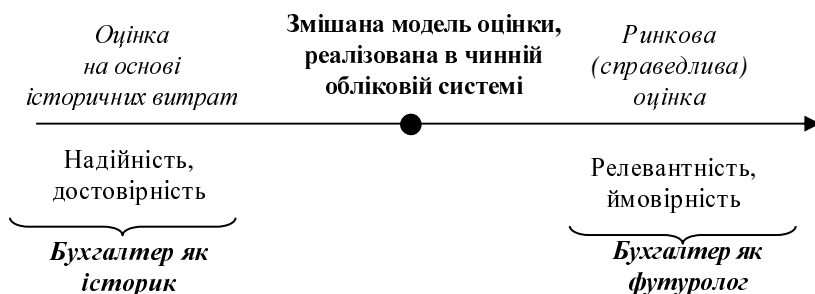 Оцінка
на основі
історичних витрат
Змішана модель оцінки,
реалізована в чинній
обліковій системі
Ринкова
(справедлива)
оцінка
Надійність,
достовірність
Релевантність,
ймовірність
Бухгалтер як
історик
Бухгалтер як
футуролог